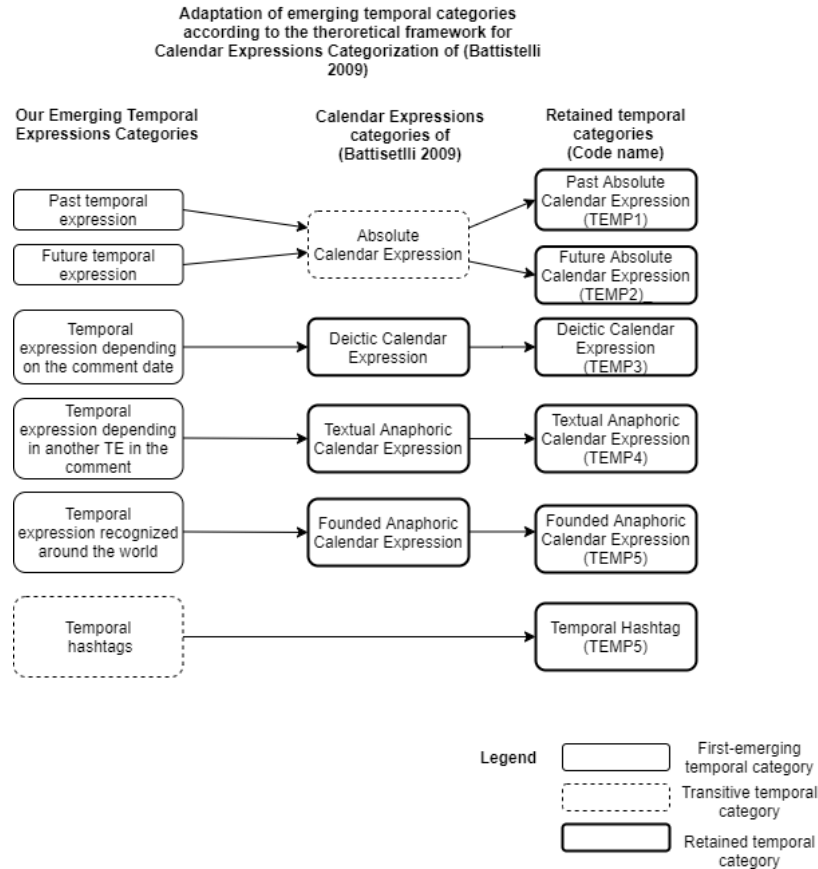 Adaptation of emerging temporal categories
according to the theroretical framework for
Calendar Expressions Categorization of (Battistelli
2009)
Our Emerging Temporal
Expressions Categories
Calendar Expressions
categories of
(Battisetlli 2009)
Retained temporal
categories
(Code name)
Past temporal
expression
Future temporal
expression
Absolute
Calendar Expression
Past Absolute
Calendar Expression
(TEMP1)
Future Absolute
Calendar Expression
(TEMP2)_
Temporal
expression depending
on the comment date
Deictic Calendar
Expression
Deictic Calendar
Expression
(TEMP3)
Temporal
expression depending
in another TE in the
comment
Textual Anaphoric
Calendar Expression
Textual Anaphoric
Calendar Expression
(TEMP4)
Temporal
expression recognized
around the world
Founded Anaphoric
Calendar Expression
Founded Anaphoric
Calendar Expression
(TEMP5)
Temporal
hashtags
Temporal Hashtag
(TEMP5)
Legend
First-emerging
temporal category
Transitive temporal
category
Retained temporal
category